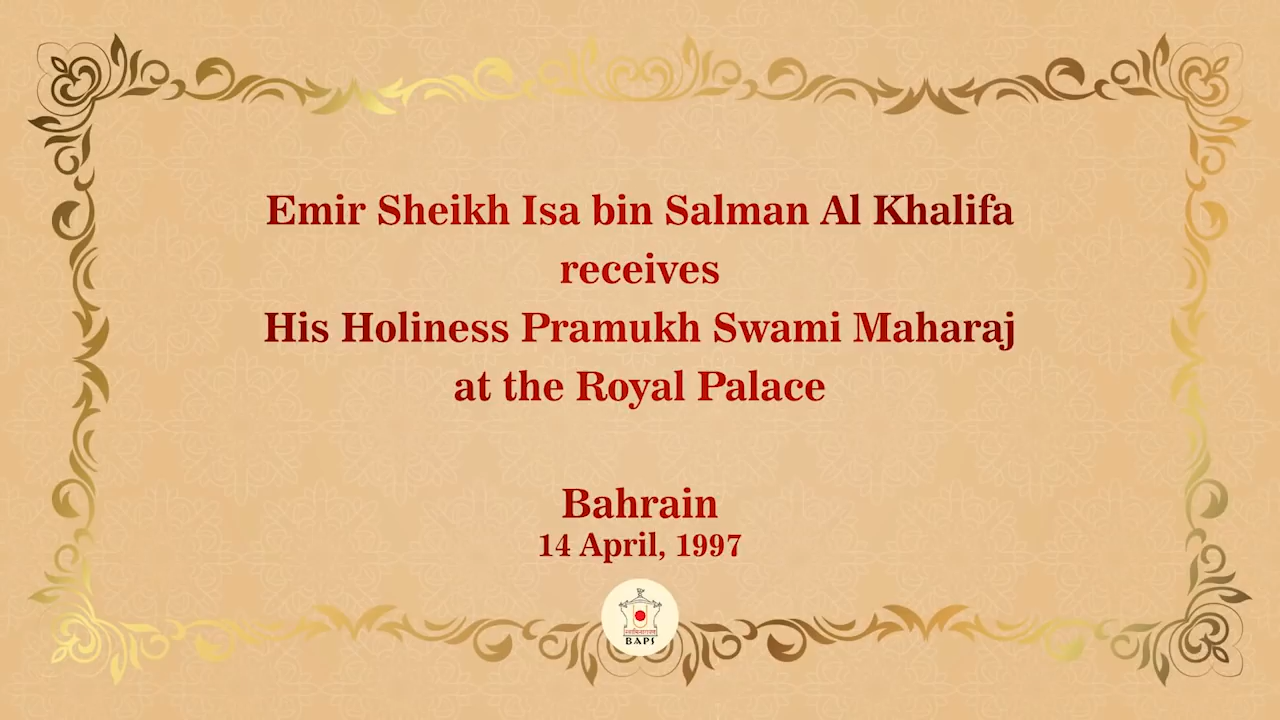 Emir Sheikh Isa bin Salman Al Khalifa
receives
His Holiness Pramukh Swami Maharaj
at the Royal Palace
Bahrain
14 April, 1997
स्वामिनारायण
BAPS